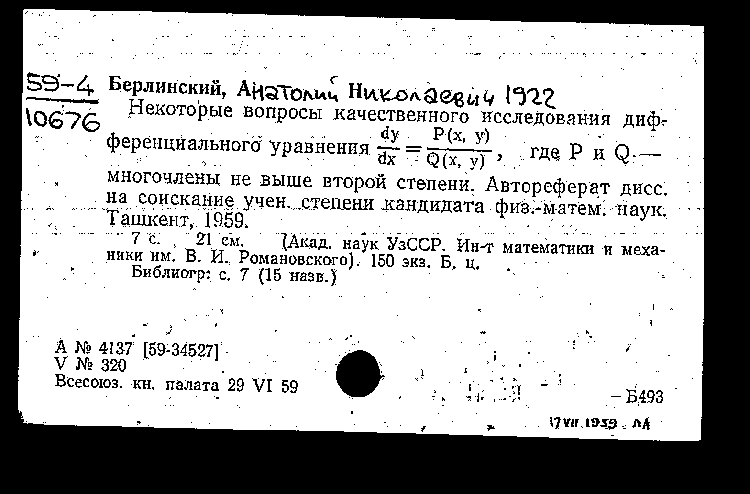 59-4
10676
Берлинский, Анатолий Николаевич 1922
Некоторые вопросы качественного исследования диф-
ференциального уравнения dy/dx = P(x, y)/Q(x, y), где P и Q —
многочлены не выше второй степени. Автореферат дисс.
на соискание учен. степени кандидата физ.-матем. наук.
Ташкент, 1959.
7 с. 21 см. (Акад. наук УзССР. Ин-т математики и меха-
ники им. В. И. Романовского). 150 экз. Б. ц.
Библиогр: с. 7 (15 назв.)
А № 4137 [59-34527]
V № 320
Всесоюз. кн. палата 29 VI 59
— Б493
17 VII 1959